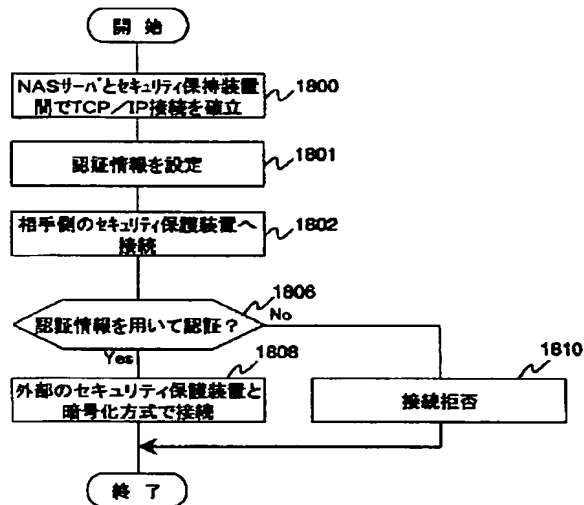 開 始
NASサーバとセキュリティ保持装置
間でTCP／IP接続を確立
1800
認証情報を設定
1801
相手側のセキュリティ保護装置へ
接続
1802
1806
認証情報を用いて認証？
No
Yes
1808
1810
外部のセキュリティ保護装置と
暗号化方式で接続
接続拒否
終 了